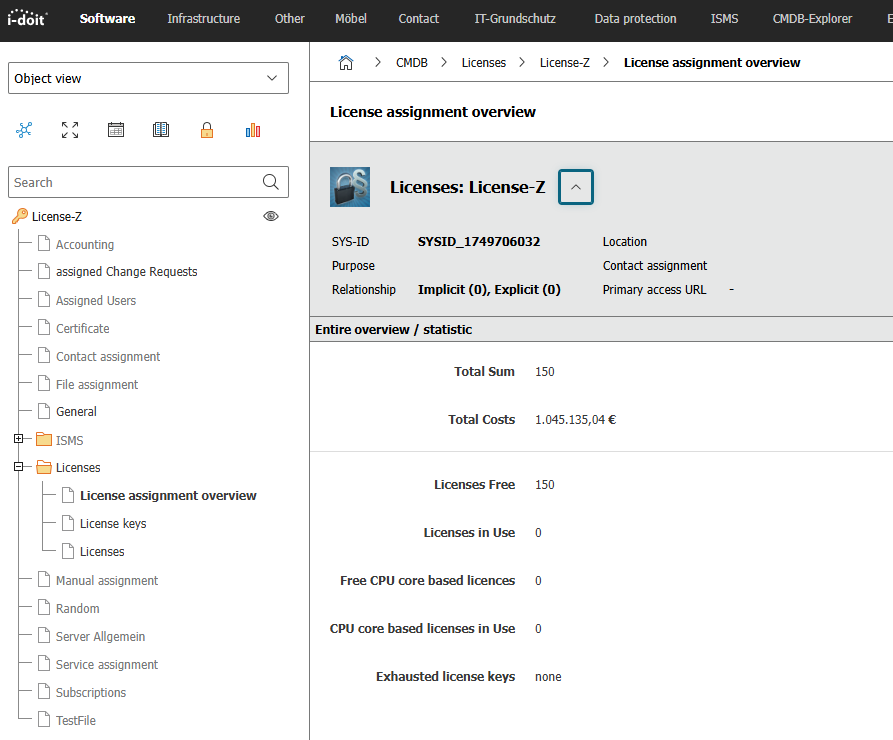 i-doit Software Infrastructure Other Möbel Contact IT-Grundschutz Data protection ISMS CMDB-Explorer
Object view
Search
License-Z
Accounting
assigned Change Requests
Assigned Users
Certificate
Contact assignment
File assignment
General
ISMS
Licenses
License assignment overview
License keys
Licenses
Manual assignment
Random
Server Allgemein
Service assignment
Subscriptions
TestFile
CMDB > Licenses > License-Z > License assignment overview
License assignment overview
Licenses: License-Z
SYS-ID SYSID_1749706032 Location
Purpose Contact assignment
Relationship Implicit (0), Explicit (0) Primary access URL -
Entire overview / statistic
Total Sum 150
Total Costs 1.045.135,04 €
Licenses Free 150
Licenses in Use 0
Free CPU core based licences 0
CPU core based licenses in Use 0
Exhausted license keys none